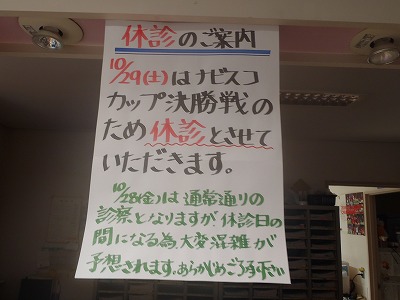 休診のご案内
10/29(土)はナビスコ
カップ決勝戦の
ため休診とさせて
いただきます。
10/28(金)は通常通りの
診察となりますが休診日の
間になる為大変混雑が
予想されます。あらかじめご了承下さい